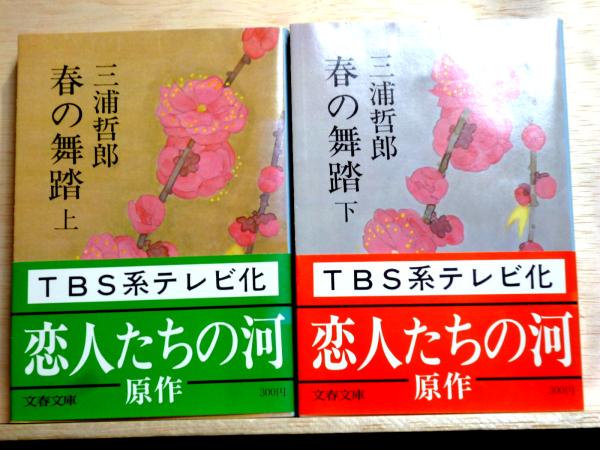 三浦哲郎
春の舞踏 上
TBS系テレビ化
恋人たちの河
原作
文春文庫
300円
三浦哲郎
春の舞踏 下
TBS系テレビ化
恋人たちの河
原作
文春文庫
300円